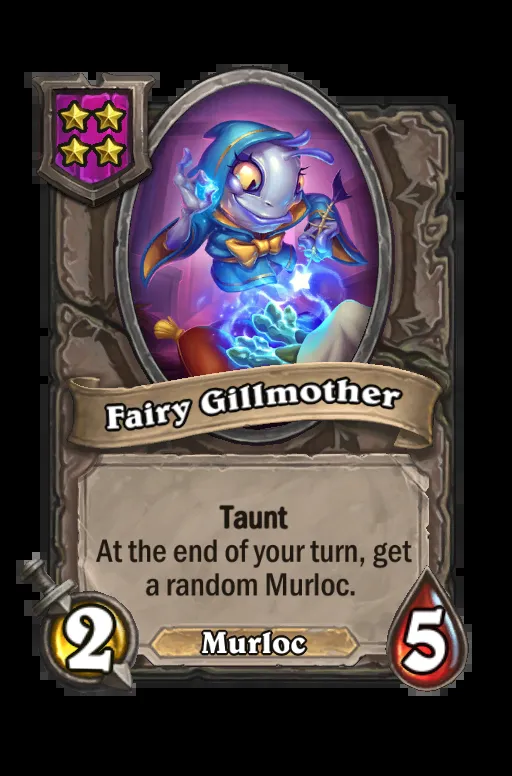 Fairy Gillmother
Taunt
At the end of your turn, get
a random Murloc.
2
Murloc
5